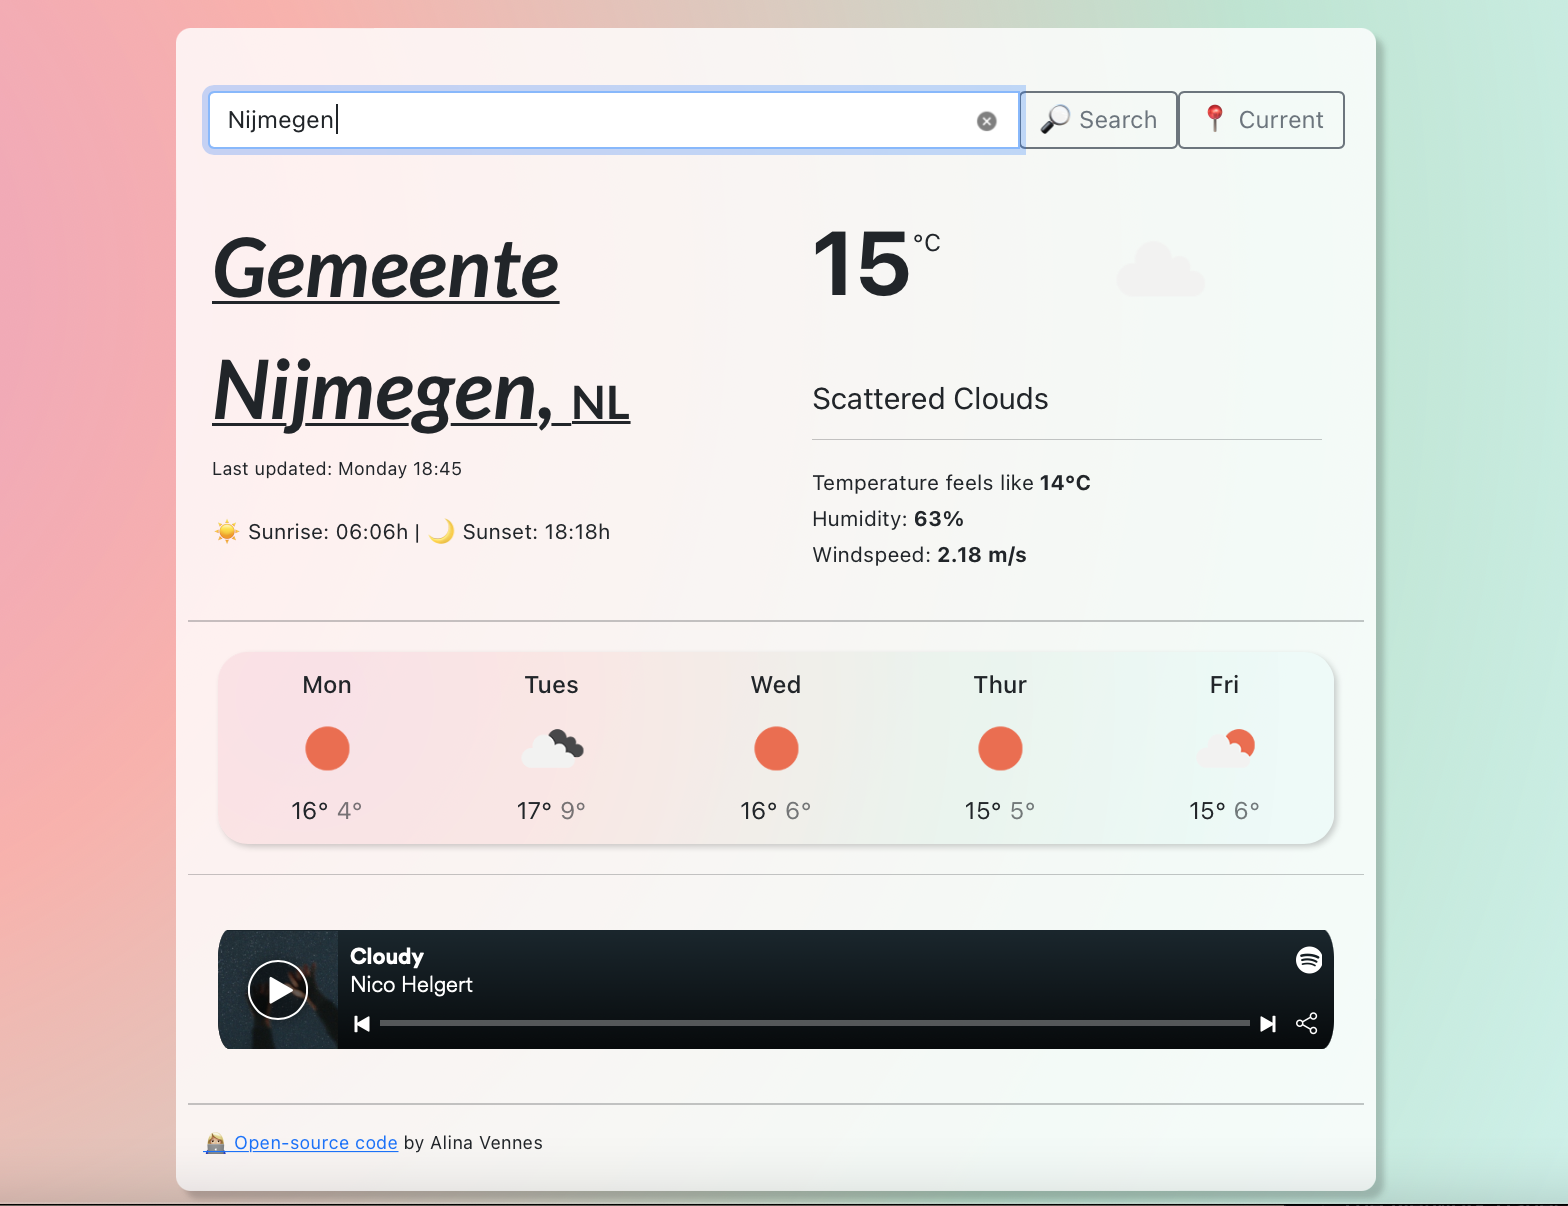 Nijmegen
Search
Current
Gemeente
Nijmegen, NL
Last updated: Monday 18:45
Sunrise: 06:06h | Sunset: 18:18h
15 °C
Scattered Clouds
Temperature feels like 14°C
Humidity: 63%
Windspeed: 2.18 m/s
Mon Tues Wed Thur Fri
16° 4° 17° 9° 16° 6° 15° 5° 15° 6°
Cloudy
Nico Helgert
Open-source code by Alina Vennes